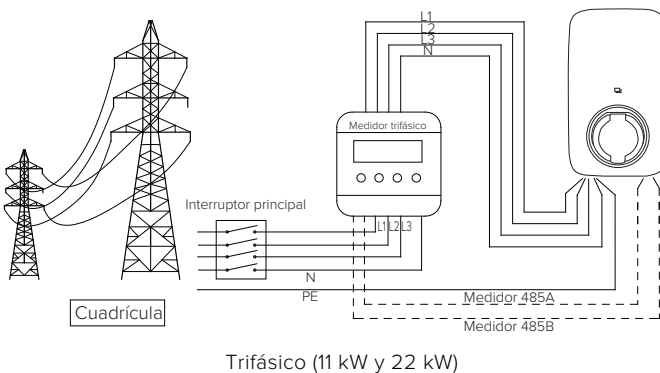 L1
L2
L3
N
Medidor trifásico
Interruptor principal
L1 L2 L3
N
PE
Medidor 485A
Medidor 485B
Cuadrícula
Trifásico (11 kW y 22 kW)